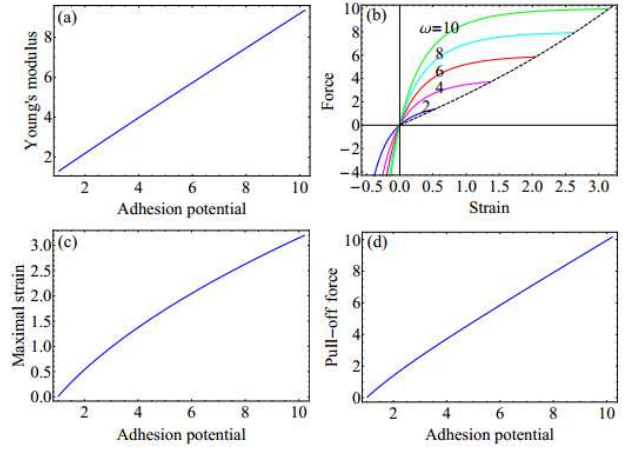 (a)
Young's modulus
8
6
4
2
2 4 6 8 10
Adhesion potential
(b)
Force
10
8
6
4
2
0
−2
−4
ω=10
8
6
4
2
−0.5 0.0 0.5 1.0 1.5 2.0 2.5 3.0
Strain
(c)
Maximal strain
3.0
2.5
2.0
1.5
1.0
0.5
0.0
2 4 6 8 10
Adhesion potential
(d)
Pull−off force
10
8
6
4
2
0
2 4 6 8 10
Adhesion potential